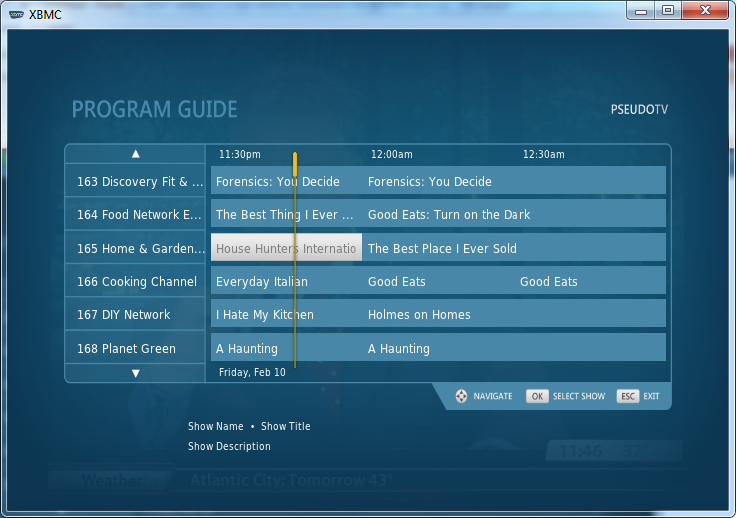 XBMC
PROGRAM GUIDE
PSEUDOTV
▲ 11:30pm 12:00am 12:30am
163 Discovery Fit & ... Forensics: You Decide Forensics: You Decide
164 Food Network E... The Best Thing I Ever ... Good Eats: Turn on the Dark
165 Home & Garden... House Hunters Internatio The Best Place I Ever Sold
166 Cooking Channel Everyday Italian Good Eats Good Eats
167 DIY Network I Hate My Kitchen Holmes on Homes
168 Planet Green A Haunting A Haunting
▼ Friday, Feb 10
NAVIGATE OK SELECT SHOW ESC EXIT
Show Name • Show Title
Show Description
11:46 37°
Weather Atlantic City: Tomorrow 43°